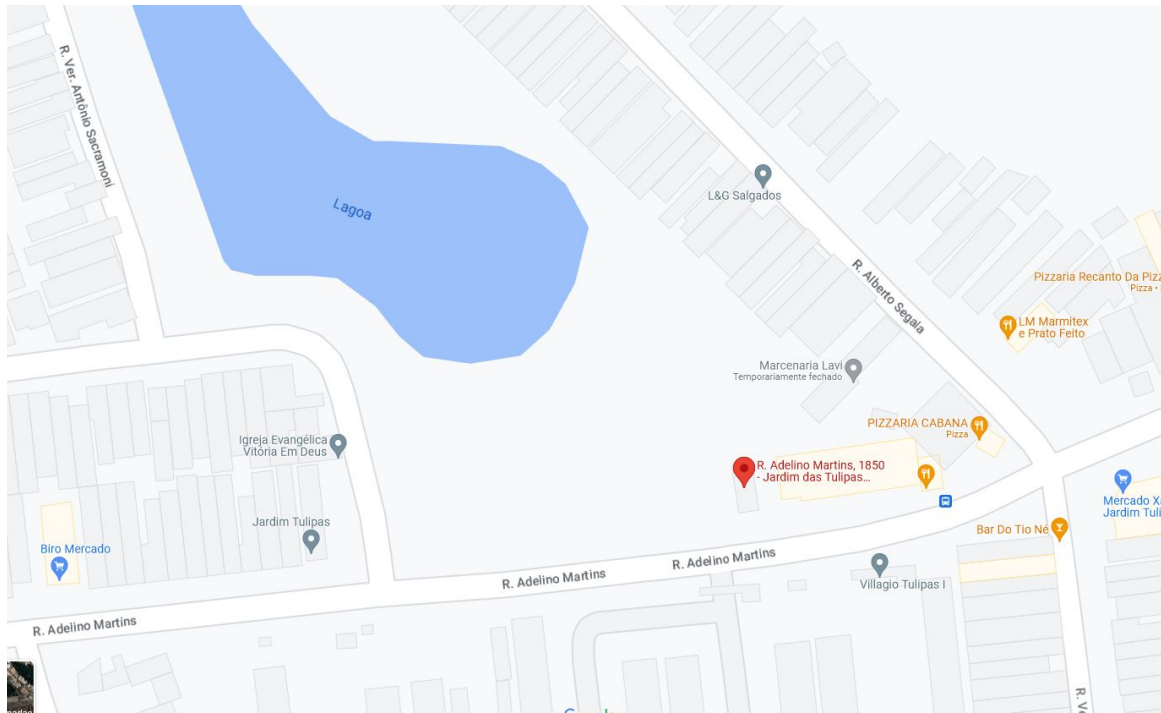 R. Ver. Antônio Sacramoni
Lagoa
L&G Salgados
R. Alberto Segala
Pizzaria Recanto Da Pizz
Pizza •
LM Marmitex
e Prato Feito
Marcenaria Lavi
Temporariamente fechado
PIZZARIA CABANA
Pizza
Igreja Evangélica
Vitória Em Deus
R. Adelino Martins, 1850
- Jardim das Tulipas...
Mercado X
Jardim Tuli
Jardim Tulipas
Bar Do Tio Né
Biro Mercado
R. Adelino Martins
R. Adelino Martins
Villagio Tulipas I
R. Adelino Martins